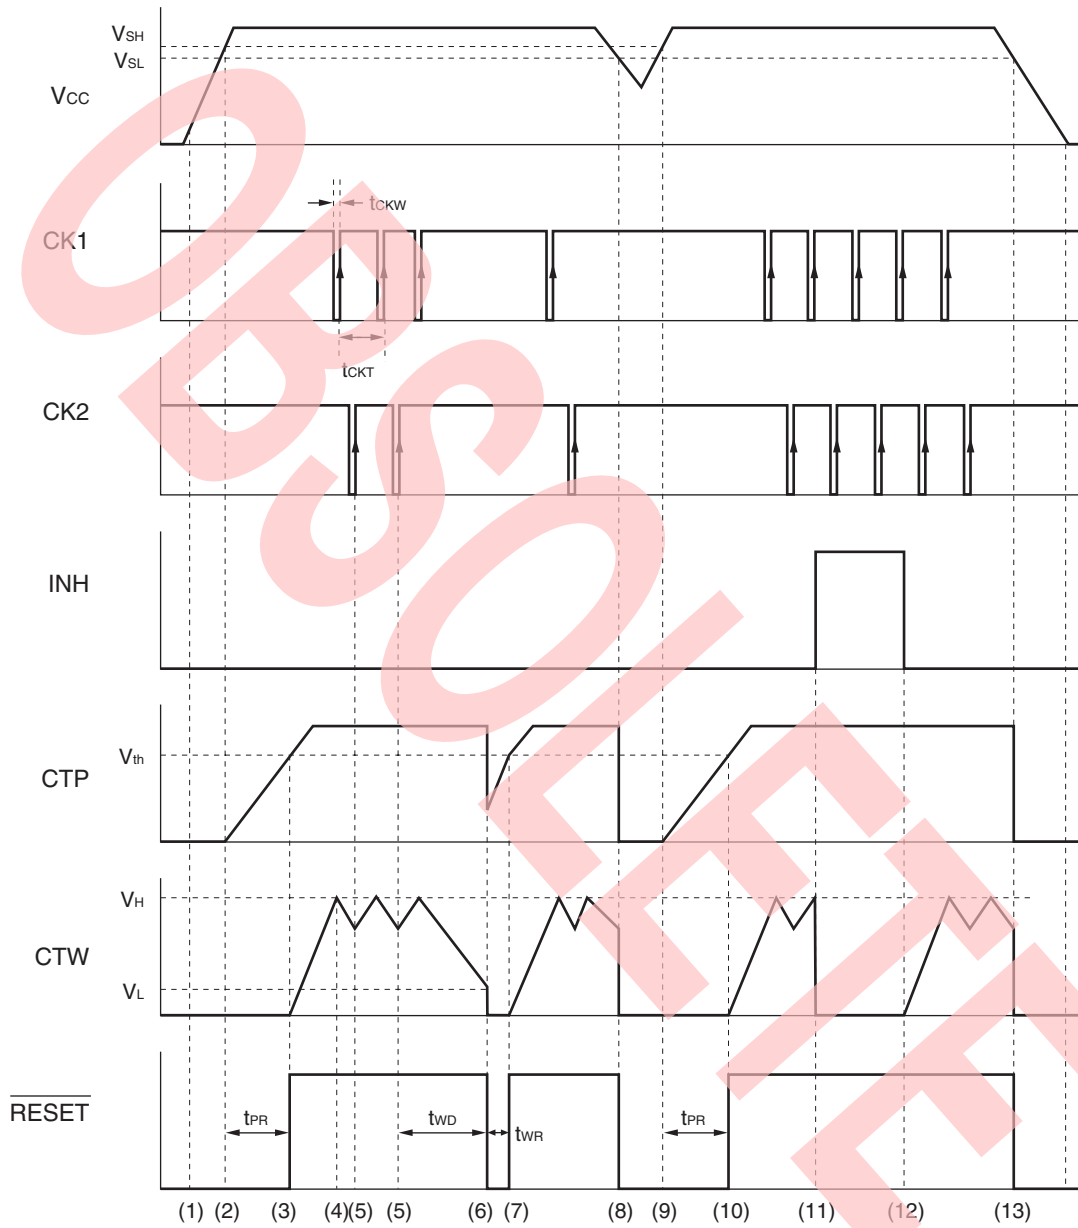 VSH
VSL
VCC
tCKW
CK1
tCKT
CK2
INH
Vth
CTP
VH
CTW
VL
RESET
tPR
tWD
tWR
tPR
(1) (2) (3) (4)(5) (5) (6) (7) (8) (9) (10) (11) (12) (13)
OBSOLETE